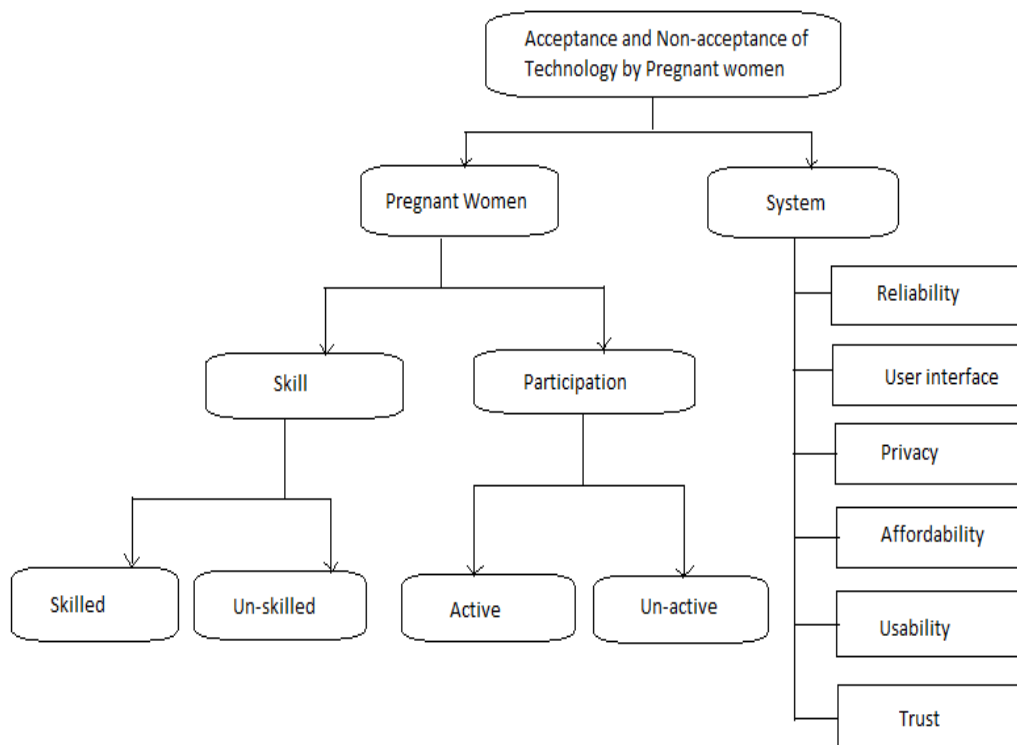 Acceptance and Non-acceptance of
Technology by Pregnant women
Pregnant Women
System
Reliability
User interface
Skill
Participation
Privacy
Affordability
Skilled
Un-skilled
Active
Un-active
Usability
Trust